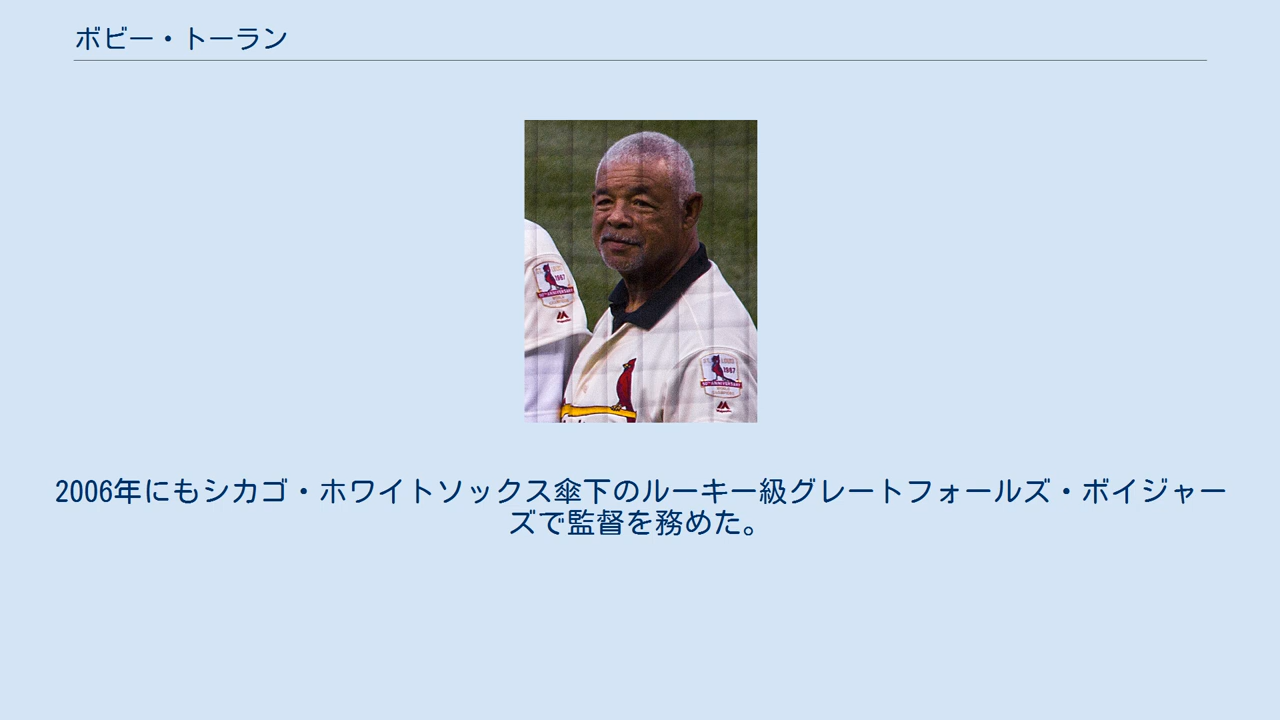 ボビー・トーラン
1967
1967
2006年にもシカゴ・ホワイトソックス傘下のルーキー級グレートフォールズ・ボイジャー
ズで監督を務めた。